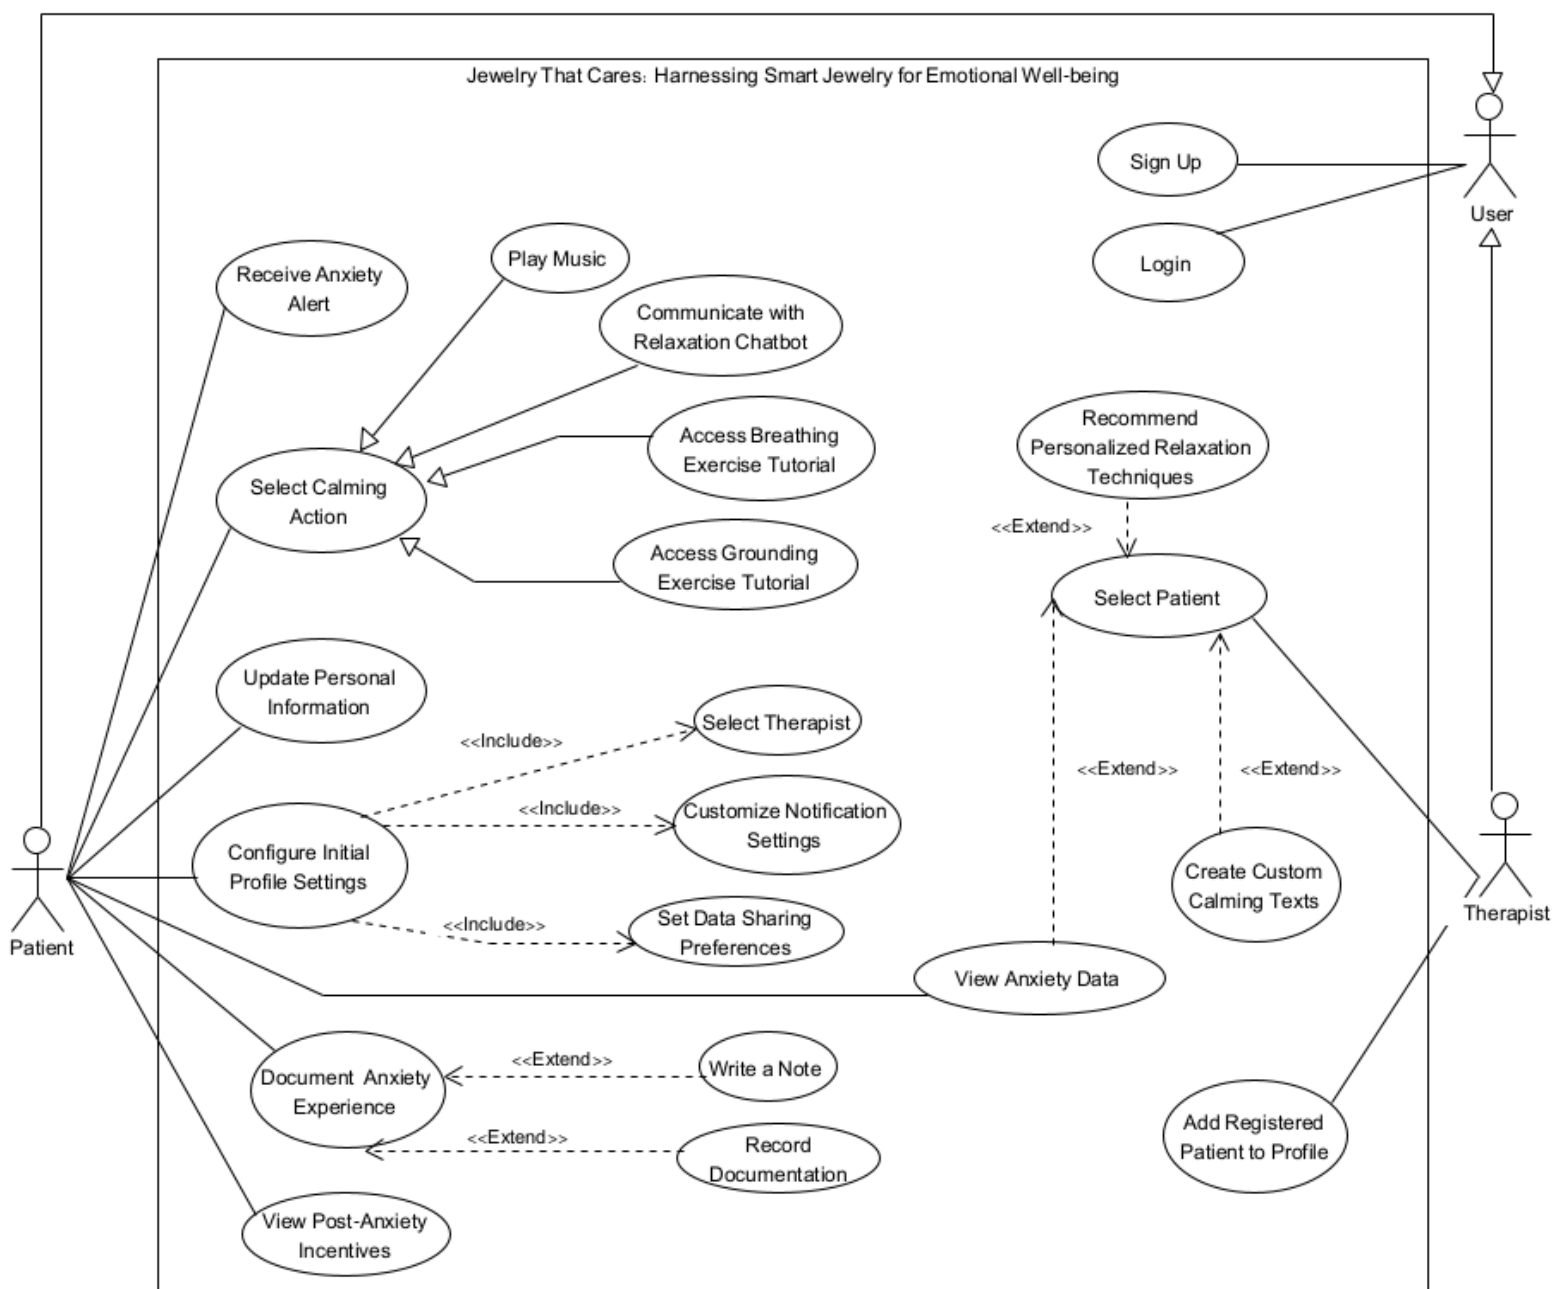 Jewelry That Cares: Harnessing Smart Jewelry for Emotional Well-being
Sign Up
User
Login
Play Music
Receive Anxiety
Alert
Communicate with
Relaxation Chatbot
Recommend
Personalized Relaxation
Techniques
Access Breathing
Exercise Tutorial
Select Calming
Action
<<Extend>>
Access Grounding
Exercise Tutorial
Select Patient
Update Personal
Information
Select Therapist
<<Include>>
<<Extend>>
<<Extend>>
<<Include>>
Customize Notification
Settings
Configure Initial
Profile Settings
Create Custom
Calming Texts
Therapist
Patient
<<Include>>
Set Data Sharing
Preferences
View Anxiety Data
<<Extend>>
Write a Note
Document Anxiety
Experience
<<Extend>>
Record
Documentation
Add Registered
Patient to Profile
View Post-Anxiety
Incentives